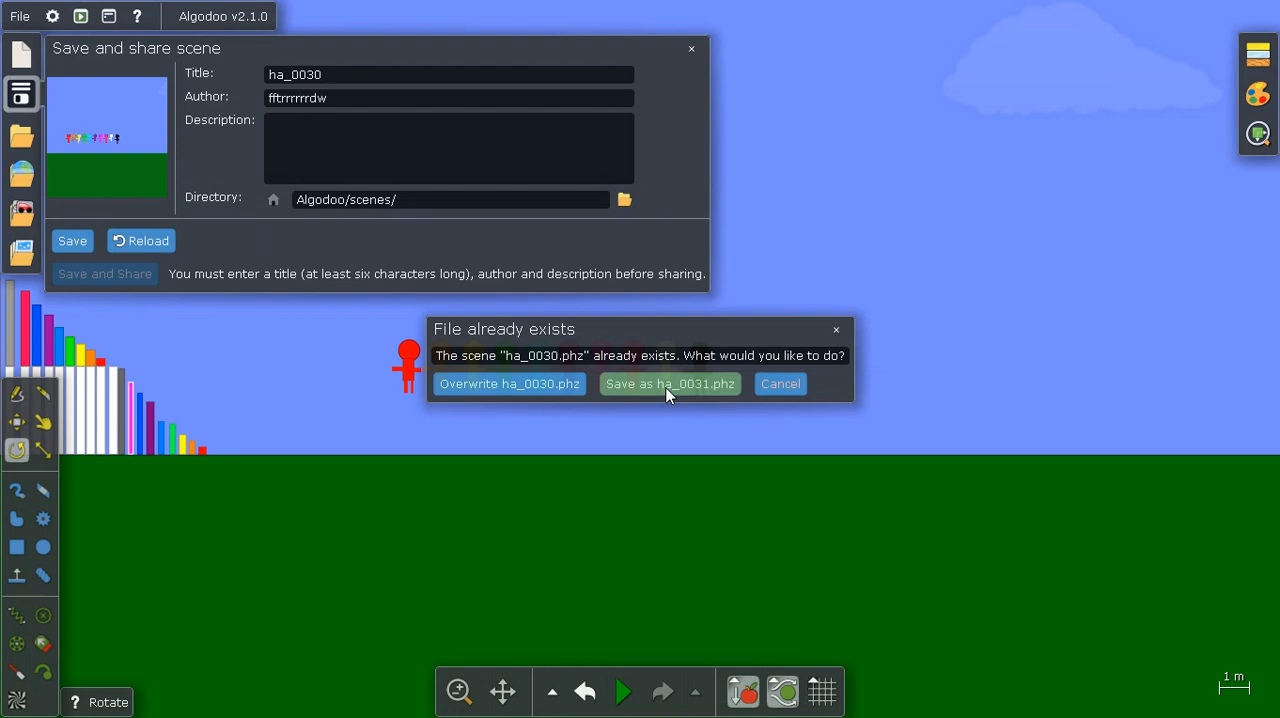 File ? Algodoo v2.1.0
Save and share scene
Title: ha_0030
Author: fftrrrrrrdw
Description:
Directory: Algodoo/scenes/
Save Reload
Save and Share You must enter a title (at least six characters long), author and description before sharing.
File already exists
The scene "ha_0030.phz" already exists. What would you like to do?
Overwrite ha_0030.phz Save as ha_0031.phz Cancel
1 m
? Rotate